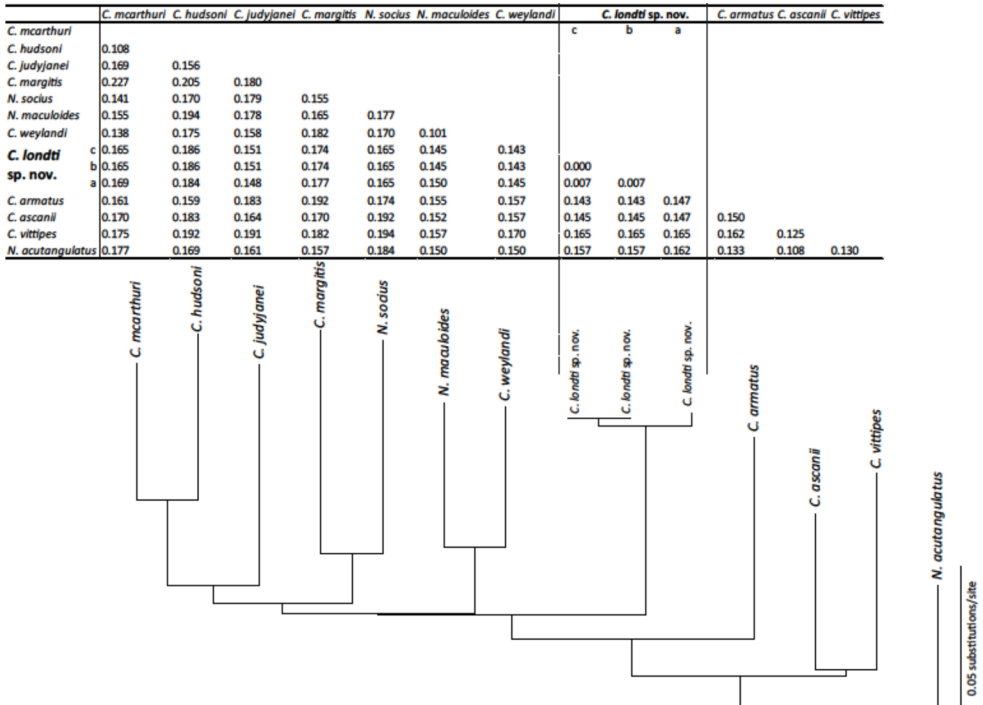 C. mcarthuri C. hudsoni C. judyjanei C. margitis N. socius N. maculoides C. weylandi C. londti sp. nov. C. armatus C. ascanii C. vittipes
C. mcarthuri c b a
C. hudsoni 0.108
C. judyjanei 0.169 0.156
C. margitis 0.227 0.205 0.180
N. socius 0.141 0.170 0.179 0.155
N. maculoides 0.155 0.194 0.178 0.165 0.177
C. weylandi 0.138 0.175 0.158 0.182 0.170 0.101
C. londti sp. nov. c 0.165 0.186 0.151 0.174 0.165 0.145 0.143
b 0.165 0.186 0.151 0.174 0.165 0.145 0.143 0.000
a 0.169 0.184 0.148 0.177 0.165 0.150 0.145 0.007 0.007
C. armatus 0.161 0.159 0.183 0.192 0.174 0.155 0.157 0.143 0.143 0.147
C. ascanii 0.170 0.183 0.164 0.170 0.192 0.152 0.157 0.145 0.145 0.147 0.150
C. vittipes 0.175 0.192 0.191 0.182 0.194 0.157 0.170 0.165 0.165 0.165 0.162 0.125
N. acutangulatus 0.177 0.169 0.161 0.157 0.184 0.150 0.150 0.157 0.157 0.162 0.133 0.108 0.130
C. mcarthuri
C. hudsoni
C. judyjanei
C. margitis
N. socius
N. maculoides
C. weylandi
C. londti sp. nov.
C. londti sp. nov.
C. londti sp. nov.
C. armatus
C. ascanii
C. vittipes
N. acutangulatus
0.05 substitutions/site